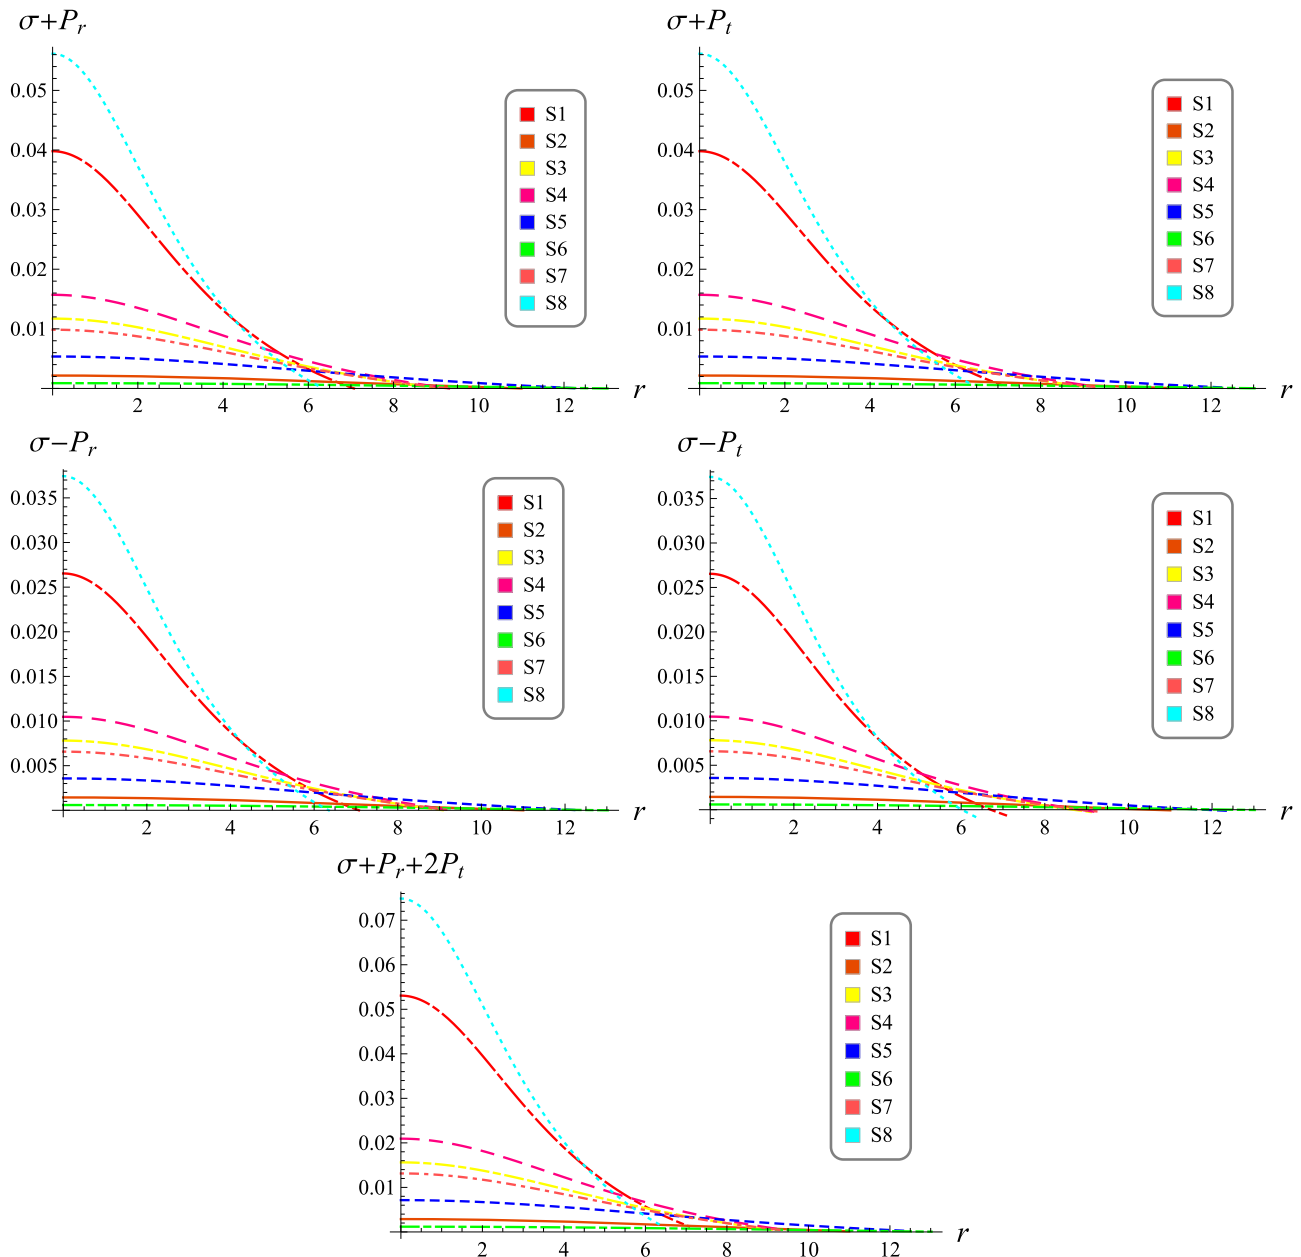 σ+P_r
0.05
0.04
0.03
0.02
0.01
2 4 6 8 10 12 r
S1
S2
S3
S4
S5
S6
S7
S8
σ+P_t
0.05
0.04
0.03
0.02
0.01
2 4 6 8 10 12 r
S1
S2
S3
S4
S5
S6
S7
S8
σ−P_r
0.035
0.030
0.025
0.020
0.015
0.010
0.005
2 4 6 8 10 12 r
S1
S2
S3
S4
S5
S6
S7
S8
σ−P_t
0.035
0.030
0.025
0.020
0.015
0.010
0.005
2 4 6 8 10 12 r
S1
S2
S3
S4
S5
S6
S7
S8
σ+P_r+2P_t
0.07
0.06
0.05
0.04
0.03
0.02
0.01
2 4 6 8 10 12 r
S1
S2
S3
S4
S5
S6
S7
S8